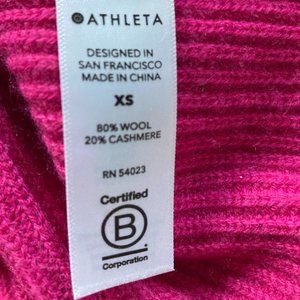 ATHLETA
DESIGNED IN
SAN FRANCISCO
MADE IN CHINA
XS
80% WOOL
20% CASHMERE
RN 54023
Certified
B
Corporation